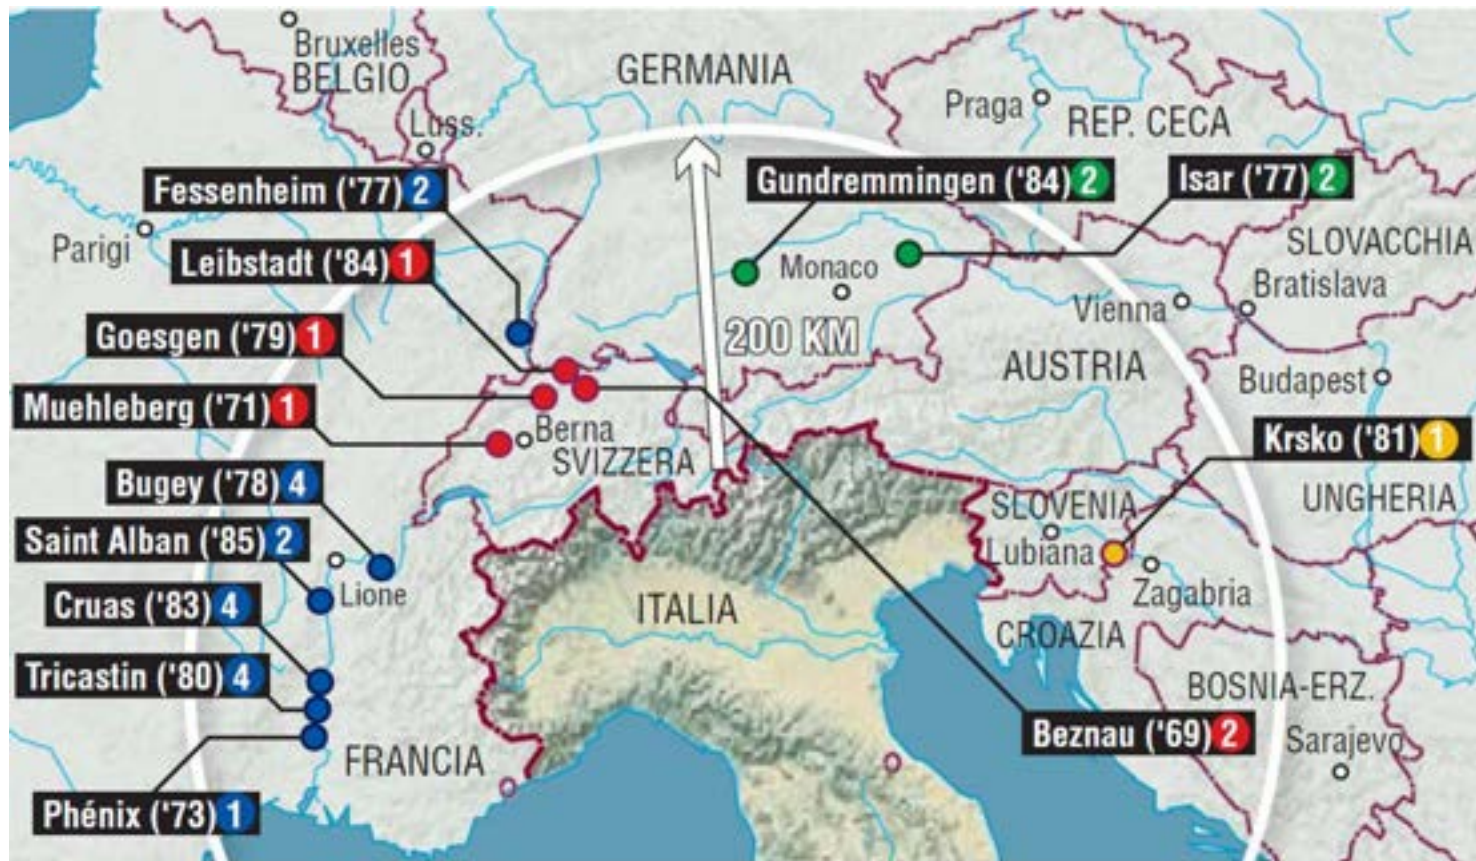 Bruxelles
BELGIO
GERMANIA
Praga
REP. CECA
Luss.
Fessenheim ('77) 2
Gundremmingen ('84) 2
Isar ('77) 2
Parigi
Leibstadt ('84) 1
Monaco
SLOVACCHIA
Bratislava
Vienna
Goesgen ('79) 1
200 KM
AUSTRIA
Budapest
Muehleberg ('71) 1
Berna
SVIZZERA
Krsko ('81) 1
Bugey ('78) 4
SLOVENIA
UNGHERIA
Saint Alban ('85) 2
Lubiana
Lione
Zagabria
Cruas ('83) 4
ITALIA
CROAZIA
Tricastin ('80) 4
BOSNIA-ERZ.
Beznau ('69) 2
Sarajevo
FRANCIA
Phénix ('73) 1